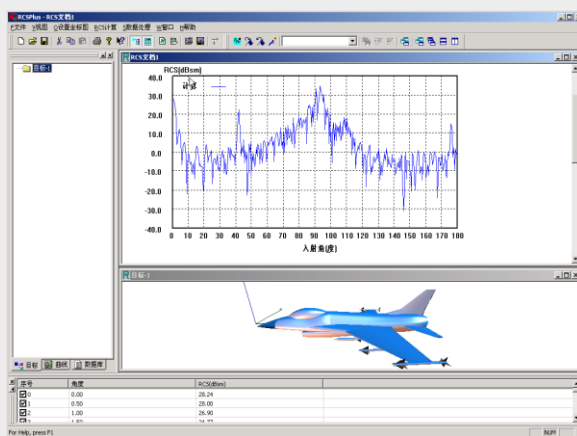 RCSPlus - RCS文档1
F文件 V视图 O设置坐标图 RCS计算 S数据处理 W窗口 H帮助
目标-1
RCS文档1
RCS(dBsm)
40.0
30.0
20.0
10.0
0.0
-10.0
-20.0
-30.0
-40.0
0 10 20 30 40 50 60 70 80 90 100 110 120 130 140 150 160 170 180
入射角(度)
目标-1
目标 曲线 数据库
序号 角度 RCS(dBm)
0 0.00 28.24
1 0.50 28.00
2 1.00 26.90
For Help, press F1
NUM